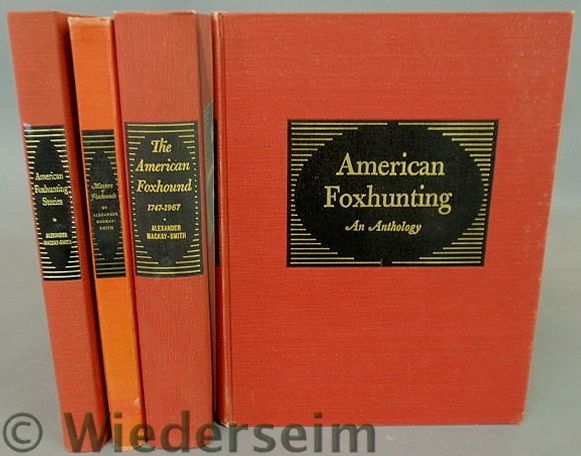 American
Foxhunting
Stories
ALEXANDER
MACKAY-SMITH
Masters
of
Foxhounds
BY
ALEXANDER
MACKAY-
SMITH
The
American
Foxhound
1747-1967
ALEXANDER
MACKAY-SMITH
American
Foxhunting
An Anthology
© Wiederseim